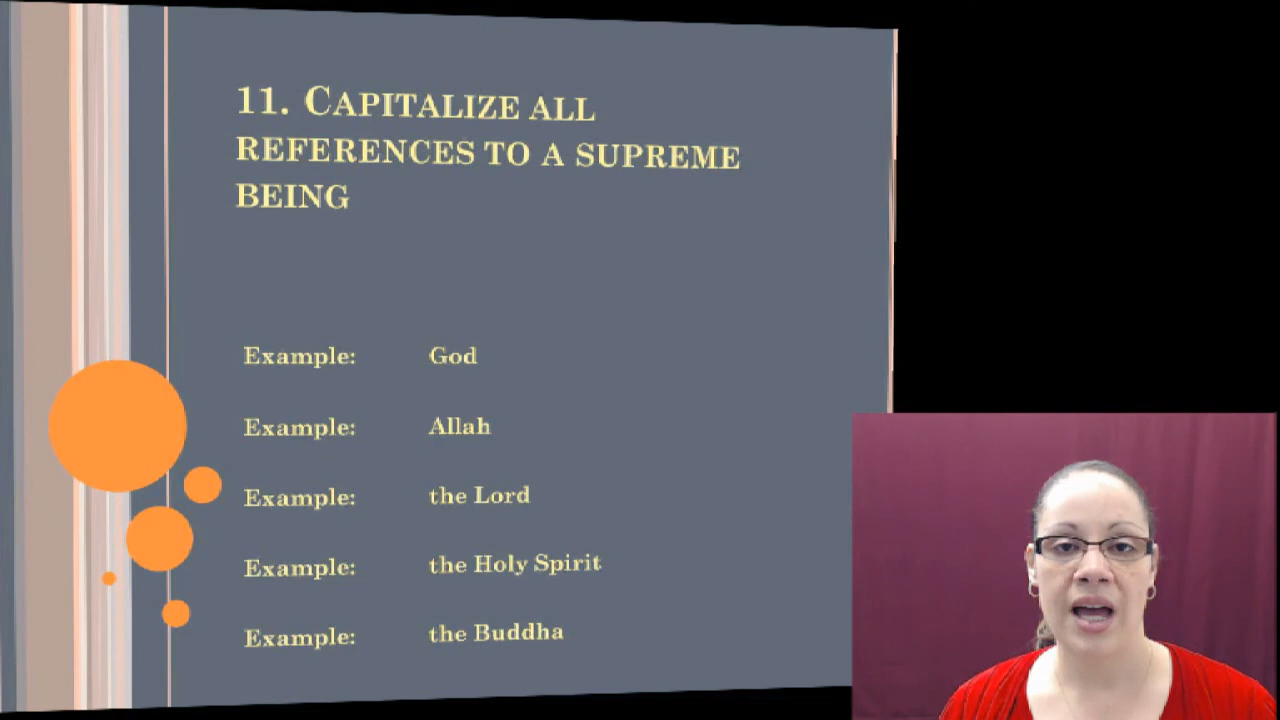 11. CAPITALIZE ALL
REFERENCES TO A SUPREME
BEING
Example: God
Example: Allah
Example: the Lord
Example: the Holy Spirit
Example: the Buddha